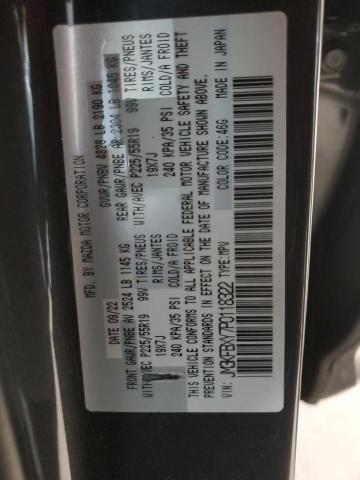 MFD. BY MAZDA MOTOR CORPORATION
DATE 09/22 GVWR/PNBV 4828 LB 2190 KG
FRONT GAWR/PNBE AV 2524 LB 1145 KG REAR GAWR/PNBE AR 2304 LB 1045 KG
WITH/AVEC P225/55R19 99V TIRES/PNEUS WITH/AVEC P225/55R19 99V TIRES/PNEUS
19X7J RIMS/JANTES 19X7J RIMS/JANTES
240 KPA/35 PSI COLD/A FROID 240 KPA/35 PSI COLD/A FROID
THIS VEHICLE CONFORMS TO ALL APPLICABLE FEDERAL MOTOR VEHICLE SAFETY AND THEFT
PREVENTION STANDARDS IN EFFECT ON THE DATE OF MANUFACTURE SHOWN ABOVE.
JM3KFBXY7P0118322 TYPE:MPV COLOR CODE:46G MADE IN JAPAN